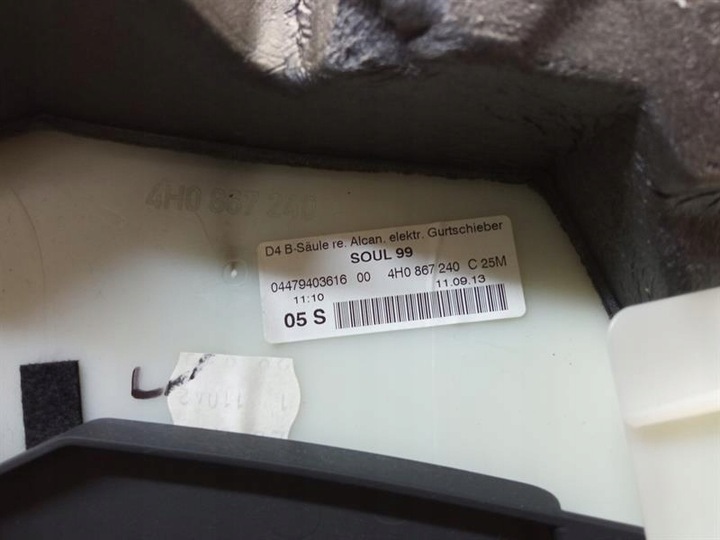 4H0 867 240
D4 B-Säule re. Alcan. elektr. Gurtschieber
SOUL 99
04479403616 00 4H0 867 240 C 25M
11:10 11.09.13
05 S